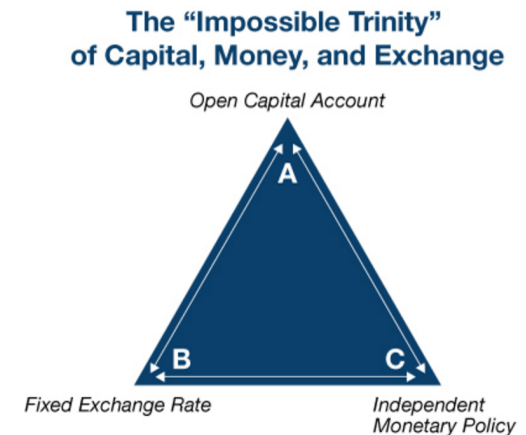 The “Impossible Trinity”
of Capital, Money, and Exchange
Open Capital Account
A
B
C
Fixed Exchange Rate
Independent
Monetary Policy